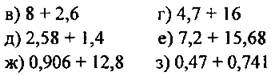 в) 8 + 2,6 г) 4,7 + 16
д) 2,58 + 1,4 е) 7,2 + 15,68
ж) 0,906 + 12,8 з) 0,47 + 0,741